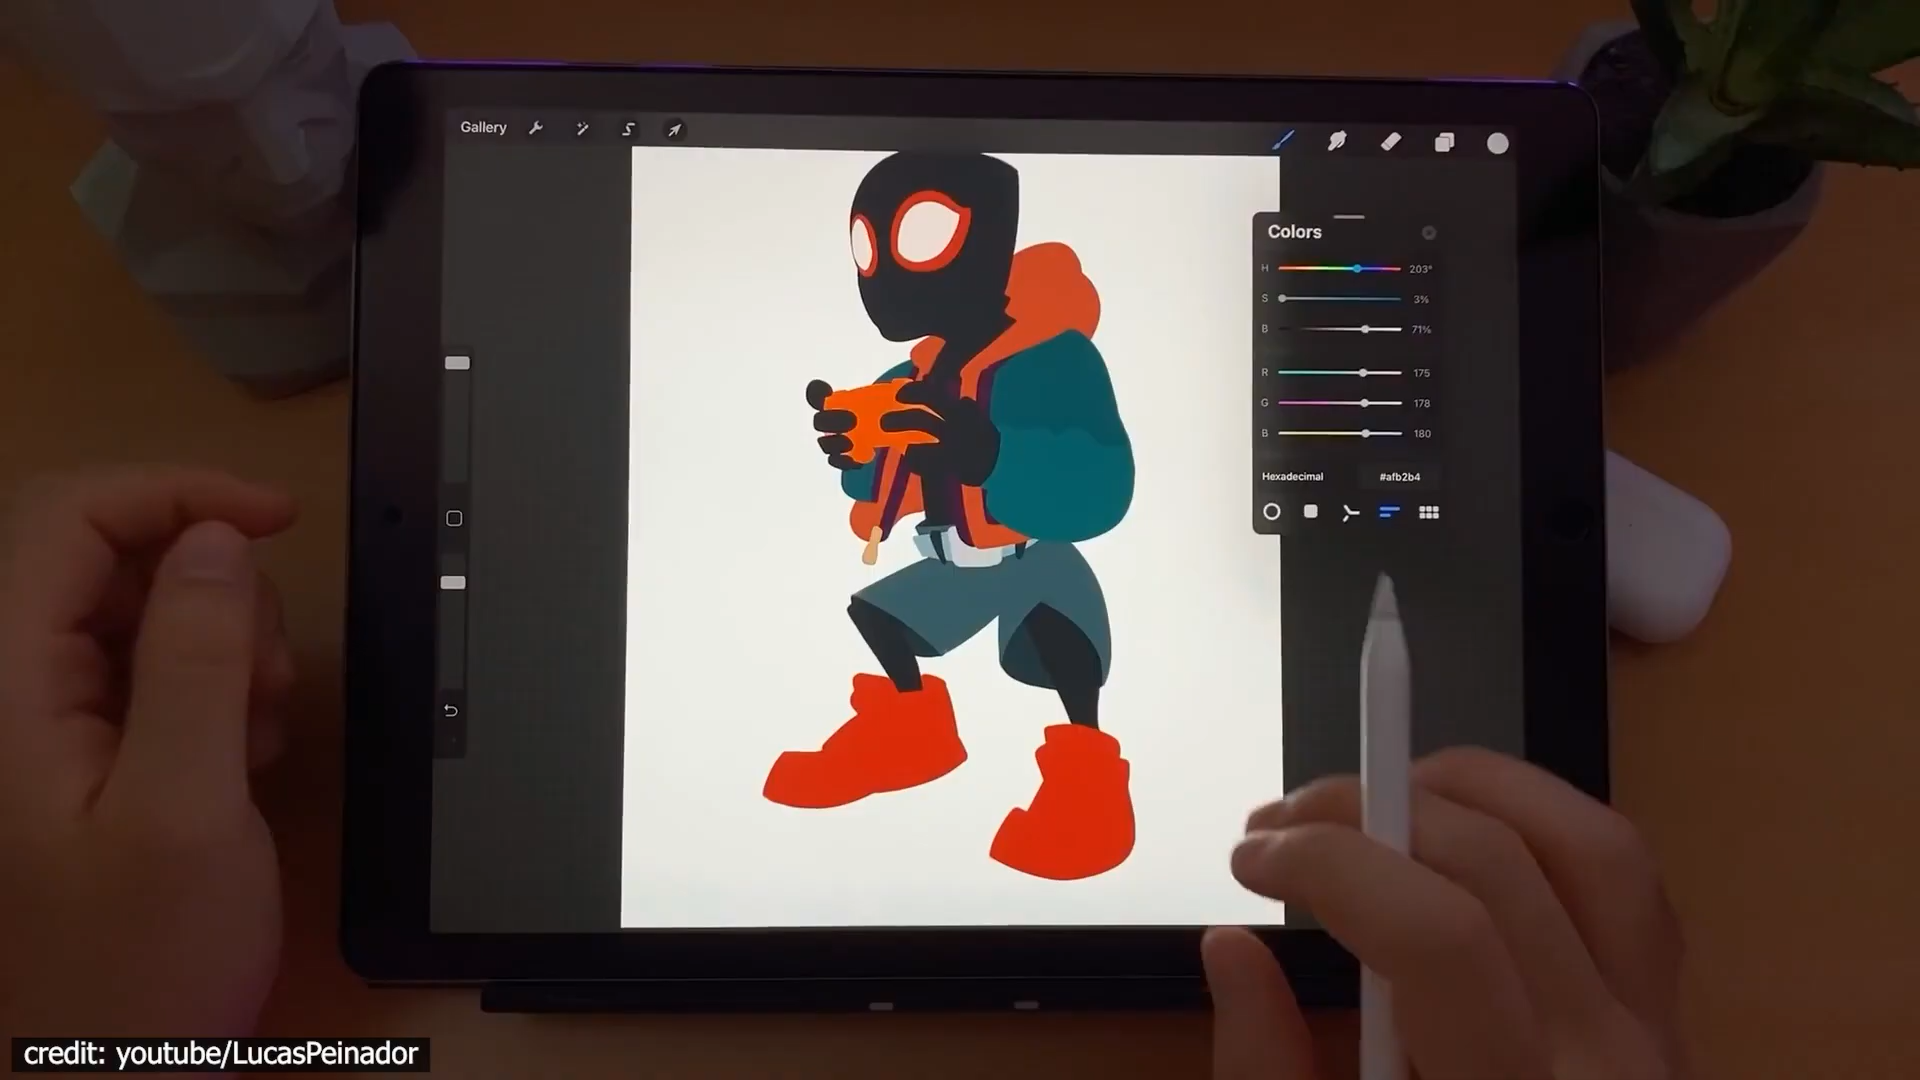 Gallery
Colors
H 203°
S 3%
B 71%
R 175
G 178
B 180
Hexadecimal #afb2b4
credit: youtube/LucasPeinador